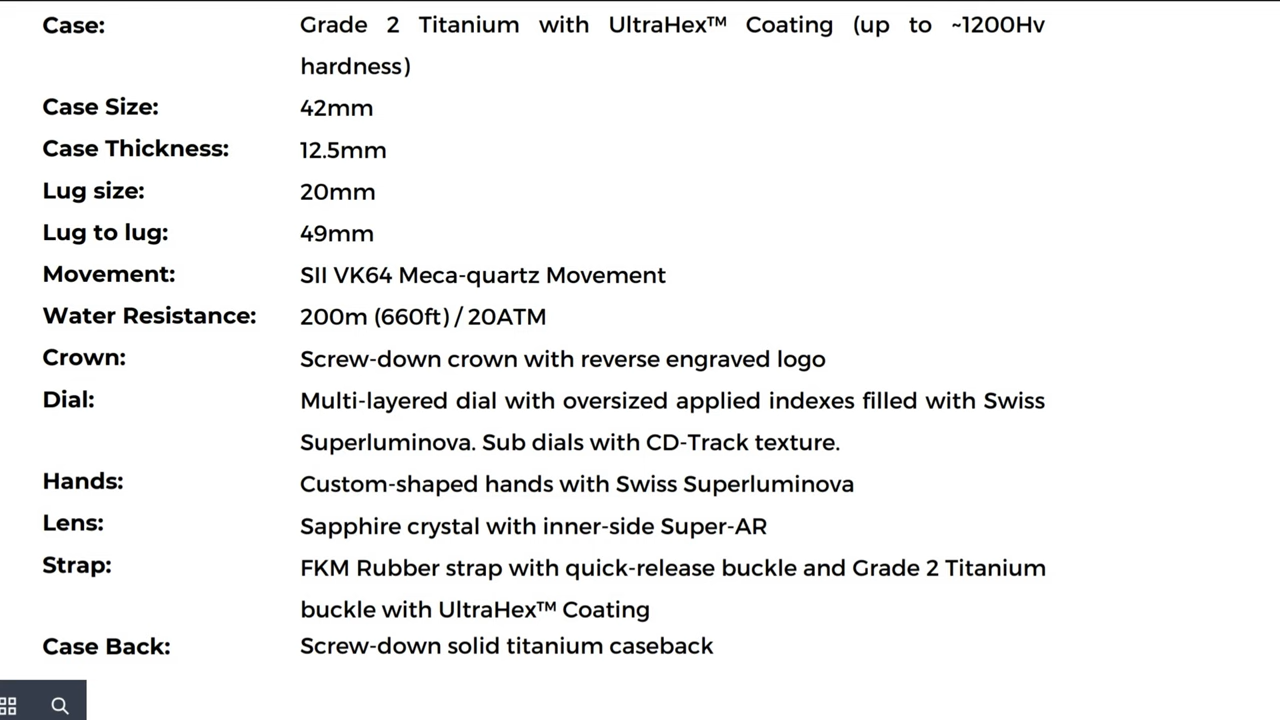 Case: Grade 2 Titanium with UltraHex™ Coating (up to ~1200Hv
hardness)
Case Size: 42mm
Case Thickness: 12.5mm
Lug size: 20mm
Lug to lug: 49mm
Movement: SII VK64 Meca-quartz Movement
Water Resistance: 200m (660ft) / 20ATM
Crown: Screw-down crown with reverse engraved logo
Dial: Multi-layered dial with oversized applied indexes filled with Swiss
Superluminova. Sub dials with CD-Track texture.
Hands: Custom-shaped hands with Swiss Superluminova
Lens: Sapphire crystal with inner-side Super-AR
Strap: FKM Rubber strap with quick-release buckle and Grade 2 Titanium
buckle with UltraHex™ Coating
Case Back: Screw-down solid titanium caseback